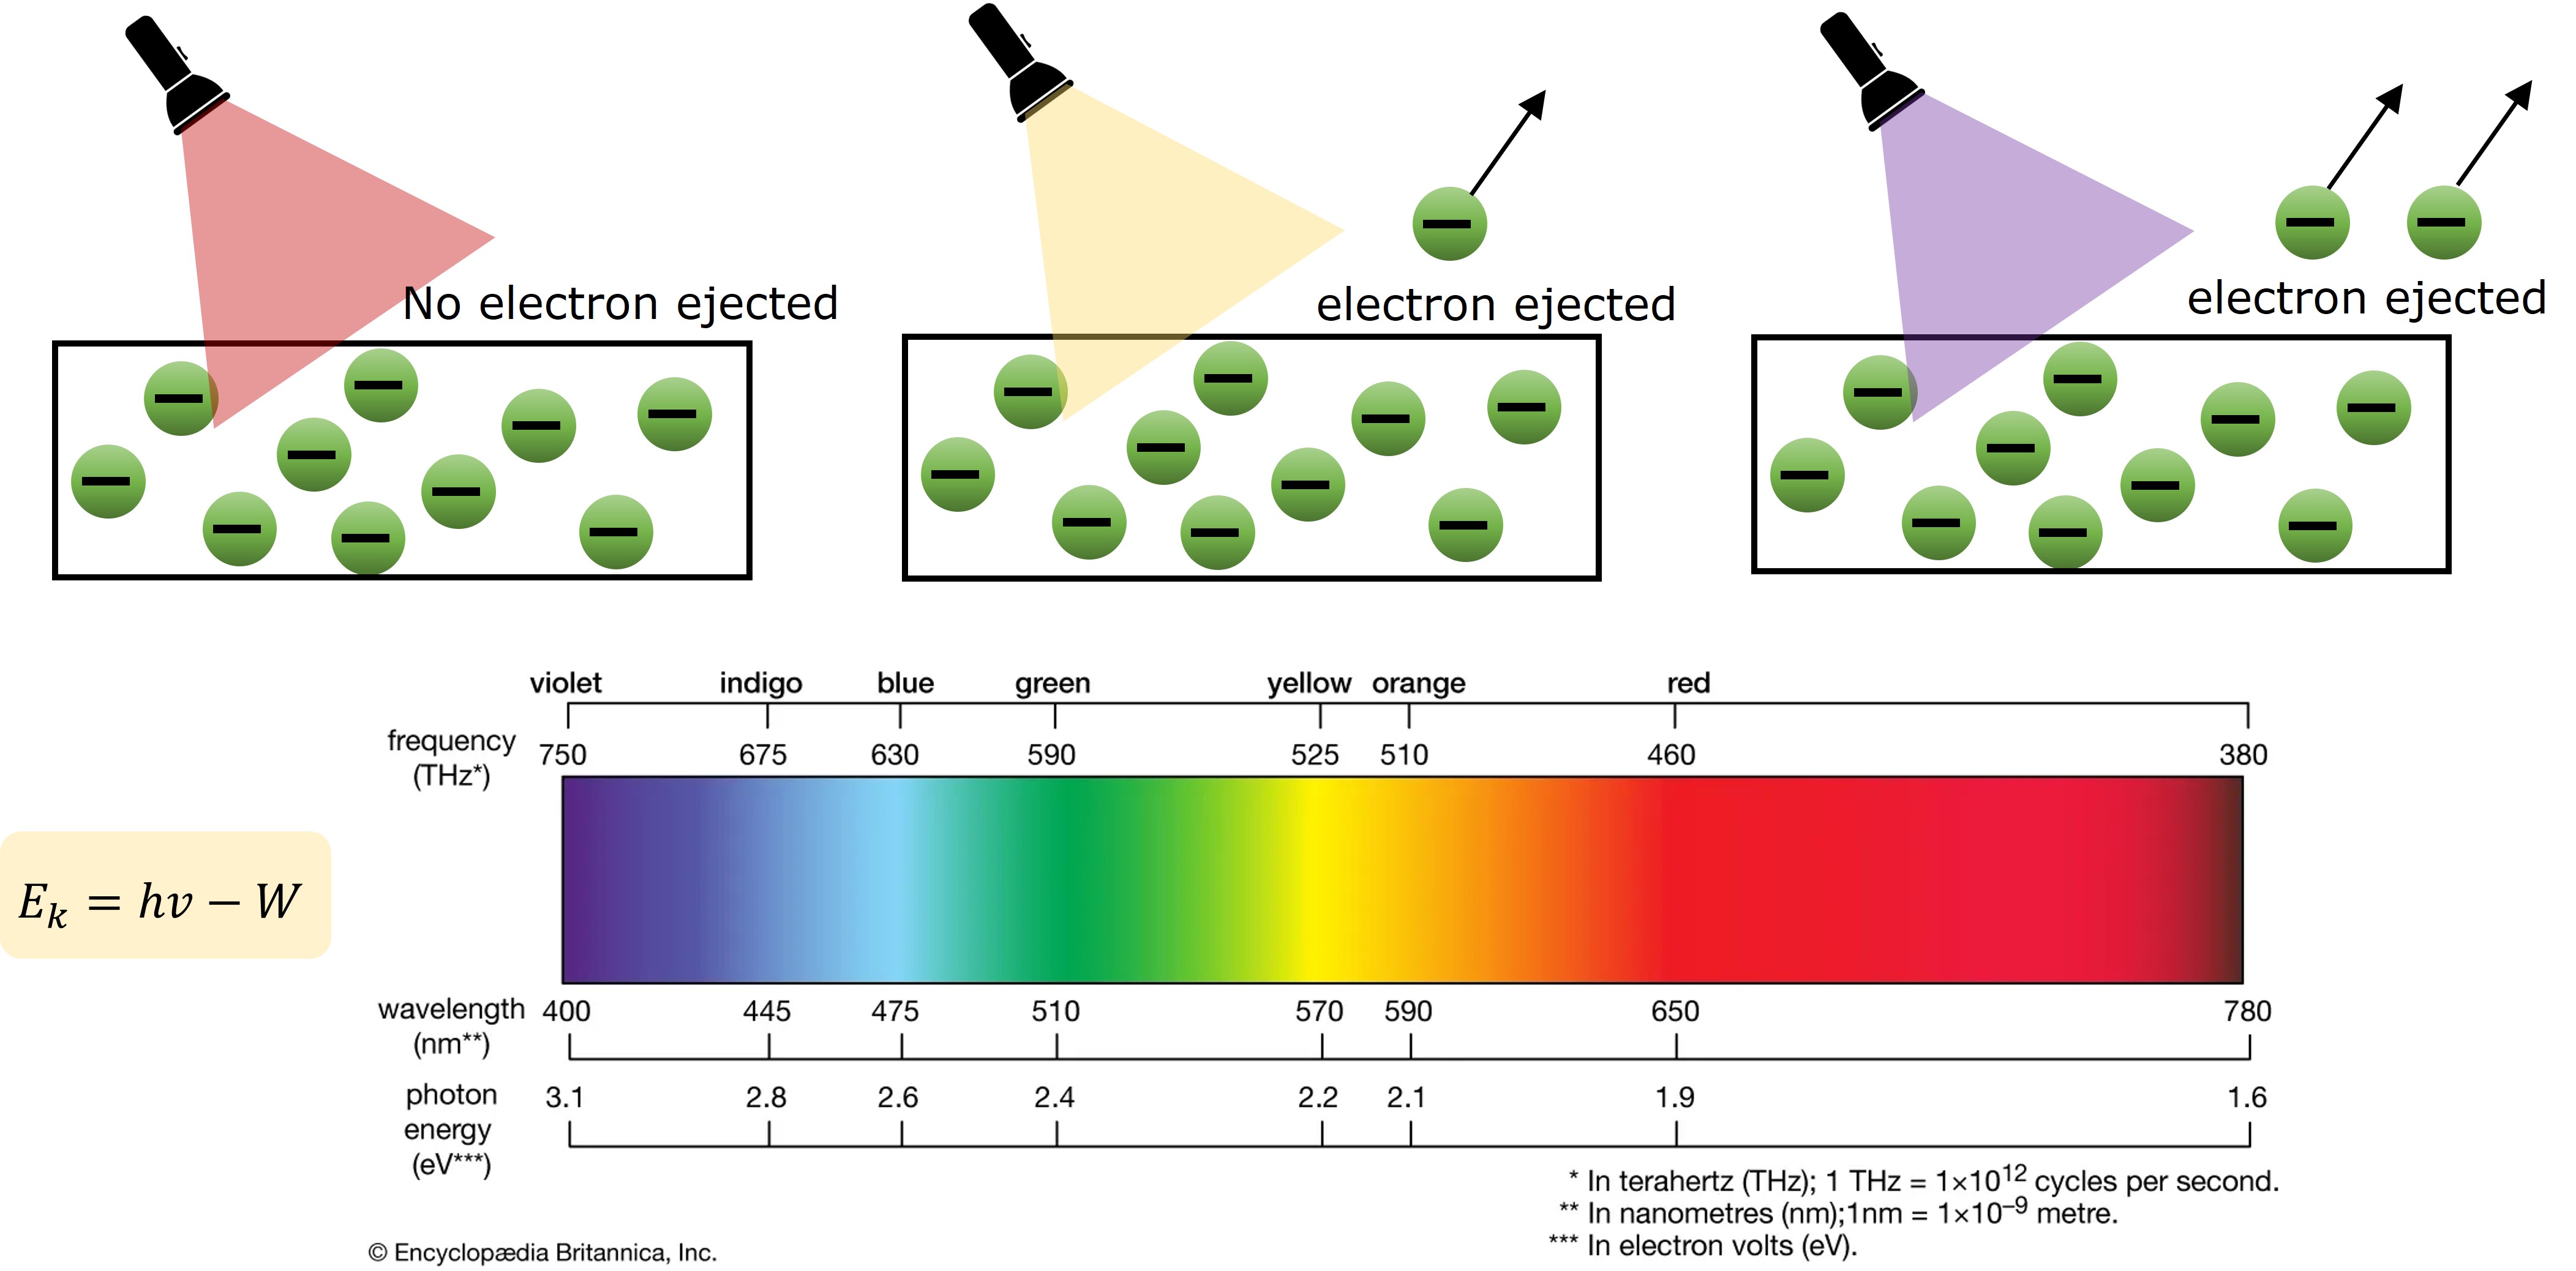 No electron ejected
electron ejected
electron ejected
violet indigo blue green yellow orange red
frequency
(THz*)
750 675 630 590 525 510 460 380
E_k = hv − W
wavelength
(nm**)
400 445 475 510 570 590 650 780
photon
energy
(eV***)
3.1 2.8 2.6 2.4 2.2 2.1 1.9 1.6
* In terahertz (THz); 1 THz = 1×10¹² cycles per second.
** In nanometres (nm);1nm = 1×10⁻⁹ metre.
*** In electron volts (eV).
© Encyclopædia Britannica, Inc.